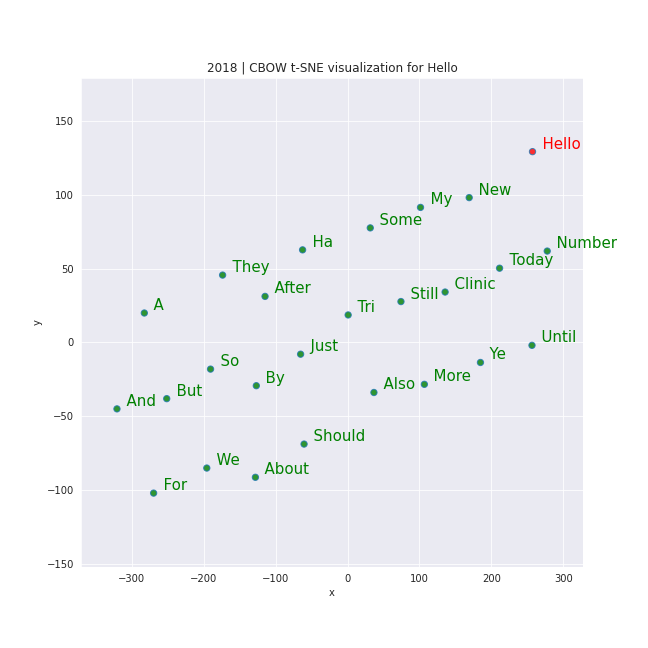 2018 | CBOW t-SNE visualization for Hello
150
100
50
0
−50
−100
−150
y
Hello
New
My
Some
Number
Ha
Today
They
After
Clinic
Still
A
Tri
Until
Just
Ye
So
By
More
Also
But
And
Should
We
About
For
−300
−200
−100
0
100
200
300
x